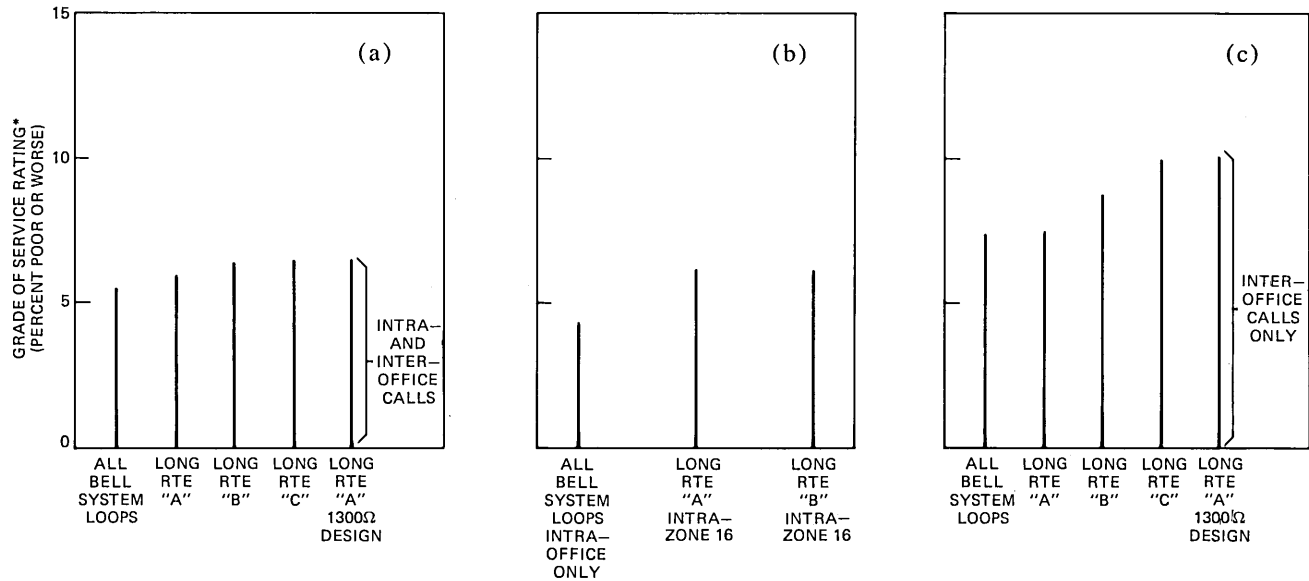 GRADE OF SERVICE RATING*
(PERCENT POOR OR WORSE)
15
10
5
0
(a)
INTRA–
AND
INTER–
OFFICE
CALLS
ALL
BELL
SYSTEM
LOOPS
LONG
RTE
"A"
LONG
RTE
"B"
LONG
RTE
"C"
LONG
RTE
"A"
1300Ω
DESIGN
(b)
ALL
BELL
SYSTEM
LOOPS
INTRA–
OFFICE
ONLY
LONG
RTE
"A"
INTRA–
ZONE 16
LONG
RTE
"B"
INTRA–
ZONE 16
(c)
INTER–
OFFICE
CALLS
ONLY
ALL
BELL
SYSTEM
LOOPS
LONG
RTE
"A"
LONG
RTE
"B"
LONG
RTE
"C"
LONG
RTE
"A"
1300Ω
DESIGN